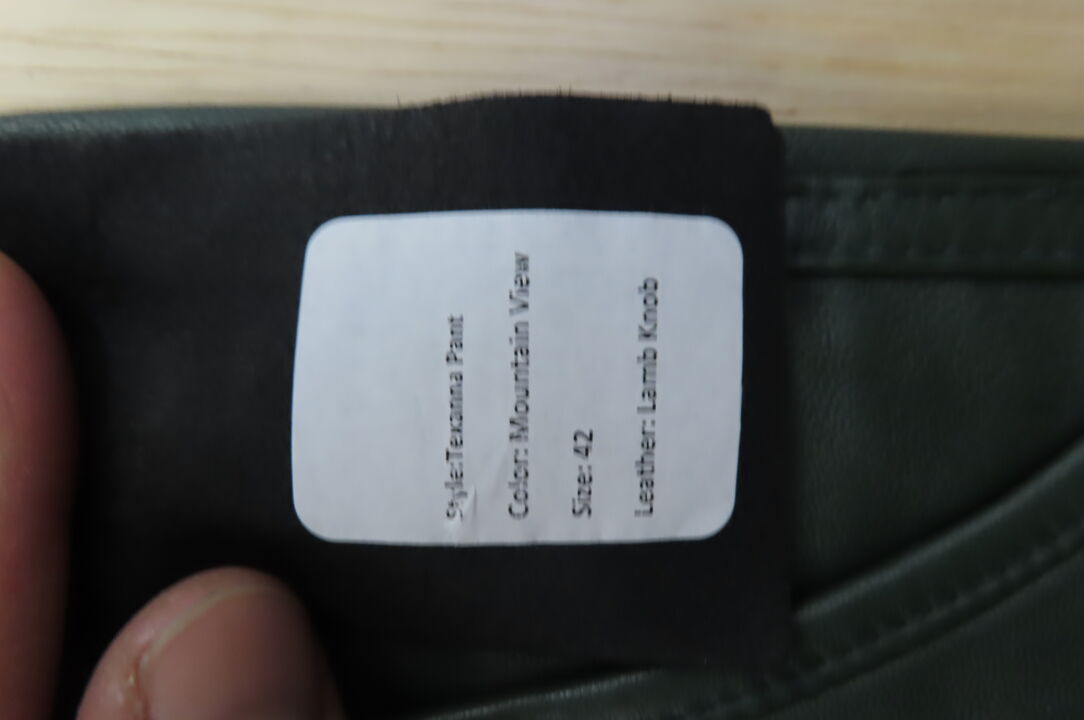 Style:Texanna Pant
Color: Mountain View
Size: 42
Leather: Lamb Knob